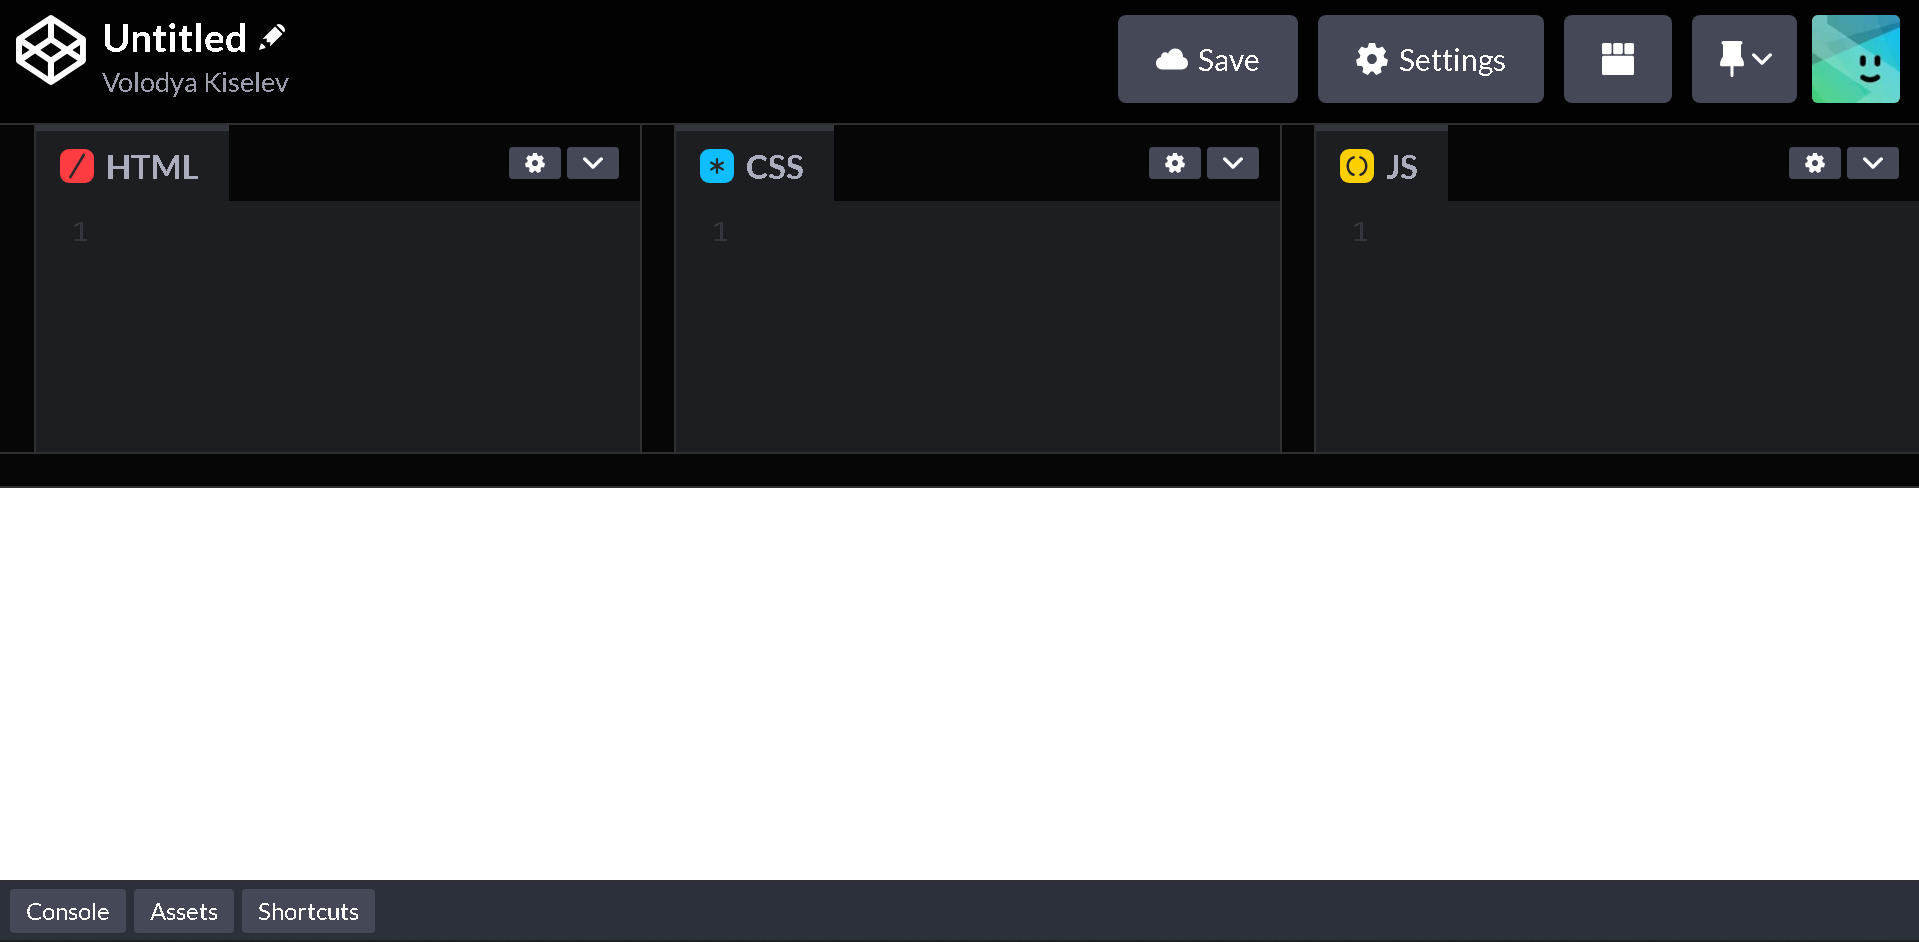 Untitled
Volodya Kiselev
Save
Settings
HTML
CSS
JS
1
1
1
Console
Assets
Shortcuts